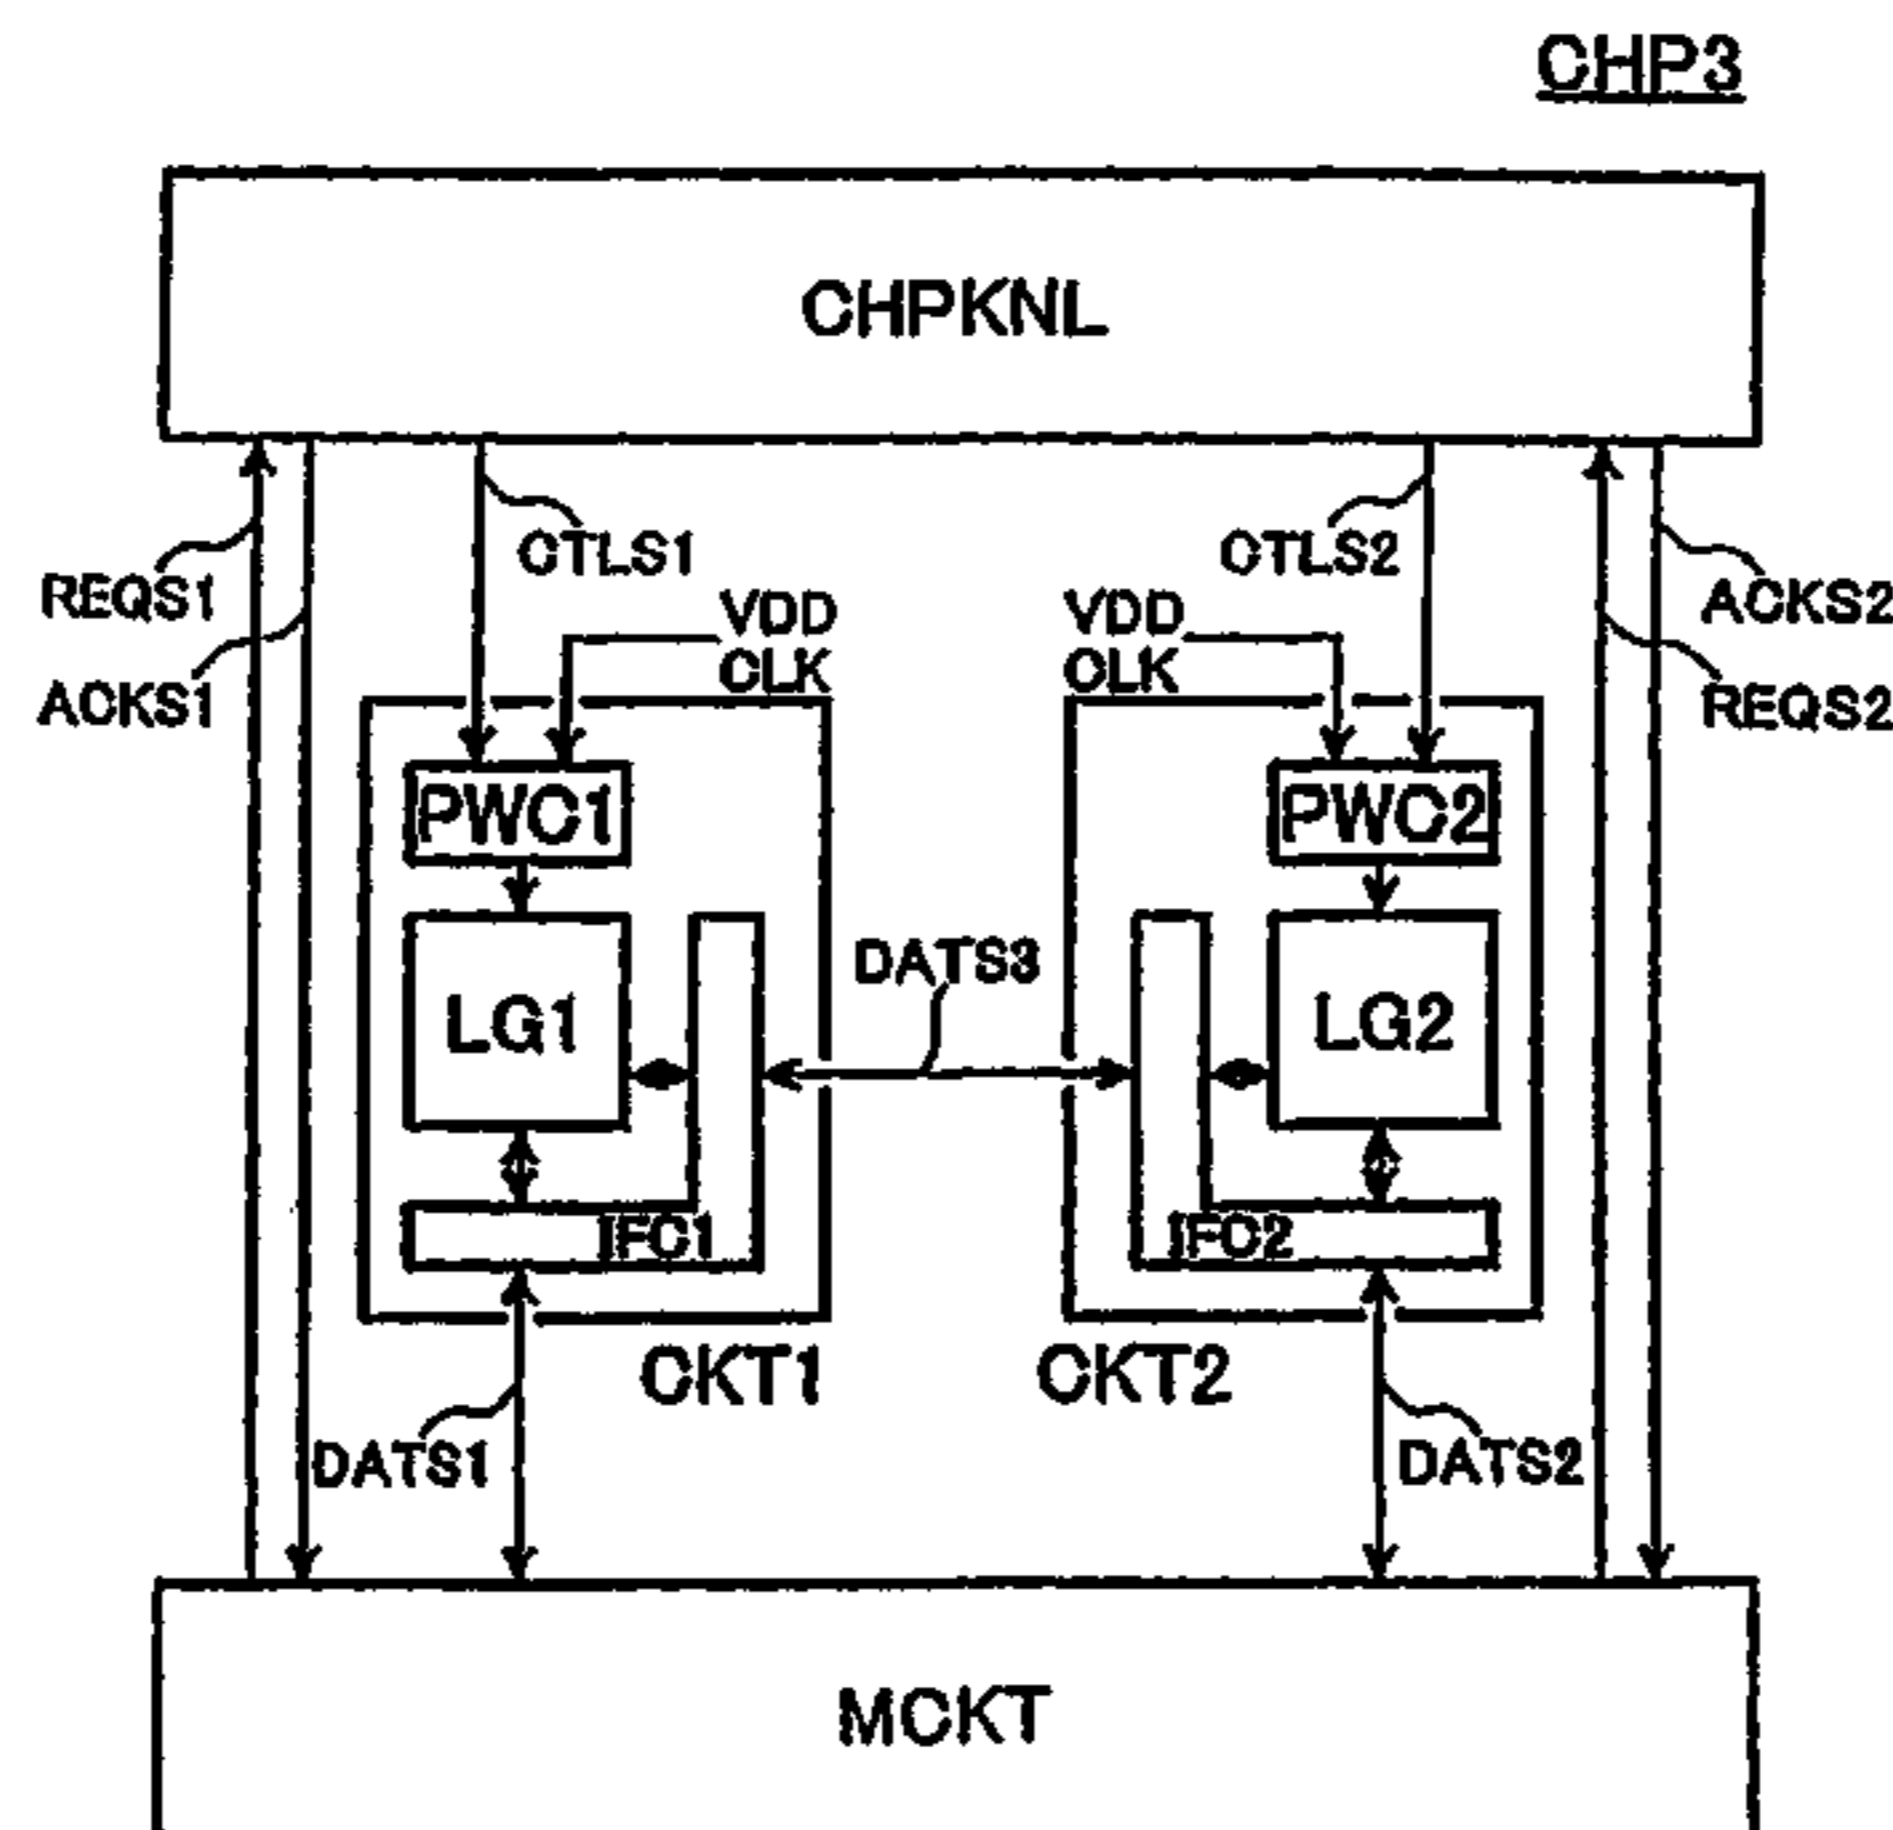 CHP3
CHPKNL
CTLS1
CTLS2
REQS1
ACKS2
VDD
VDD
CLK
CLK
ACKS1
REQS2
PWC1
PWC2
DATS3
LG1
LG2
IFC1
IFC2
CKT1
CKT2
DATS1
DATS2
MCKT